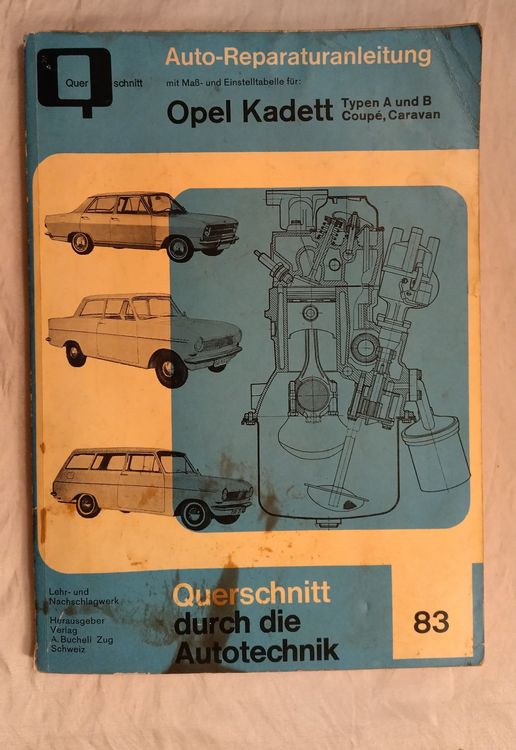 Quer schnitt
Auto-Reparaturanleitung
mit Maß- und Einstelltabelle für:
Opel Kadett
Typen A und B
Coupé, Caravan
Lehr- und
Nachschlagwerk
Herausgeber
Verlag
A. Bucheli Zug
Schweiz
Querschnitt
durch die
Autotechnik
83